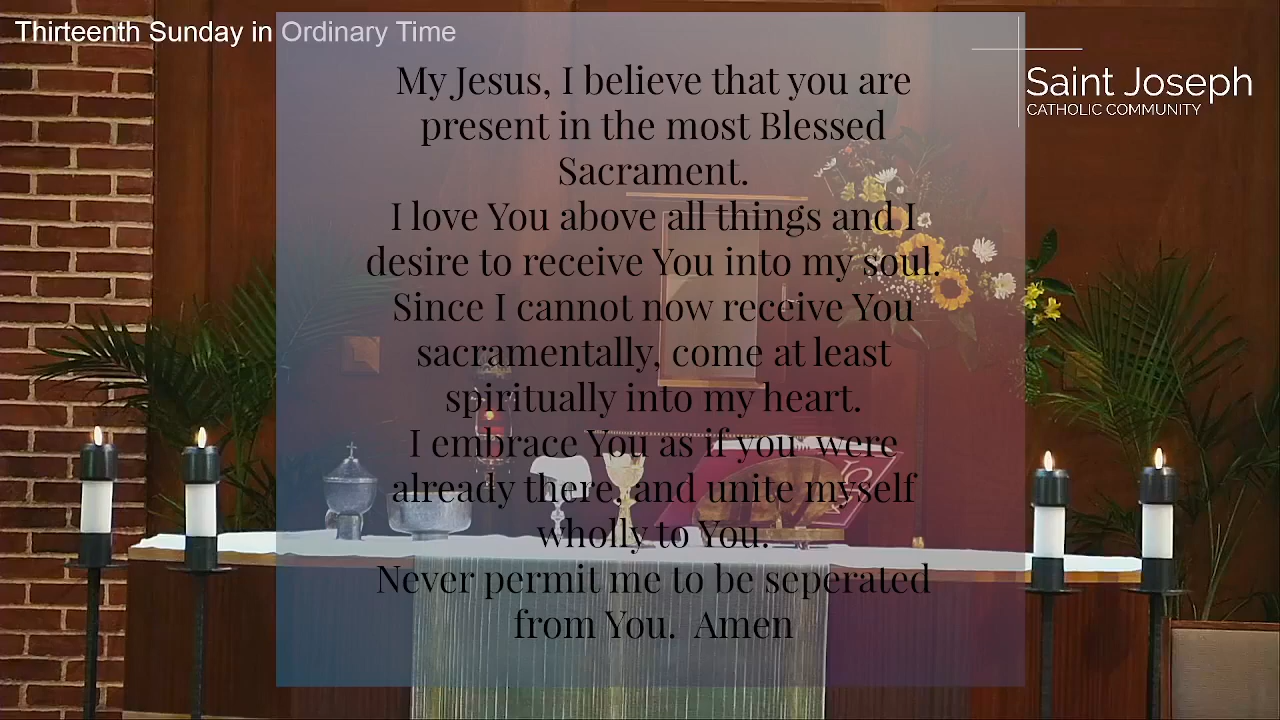 Thirteenth Sunday in Ordinary Time
Saint Joseph
CATHOLIC COMMUNITY
My Jesus, I believe that you are
present in the most Blessed
Sacrament.
I love You above all things and I
desire to receive You into my soul.
Since I cannot now receive You
sacramentally, come at least
spiritually into my heart.
I embrace You as if you were
already there, and unite myself
wholly to You.
Never permit me to be seperated
from You. Amen